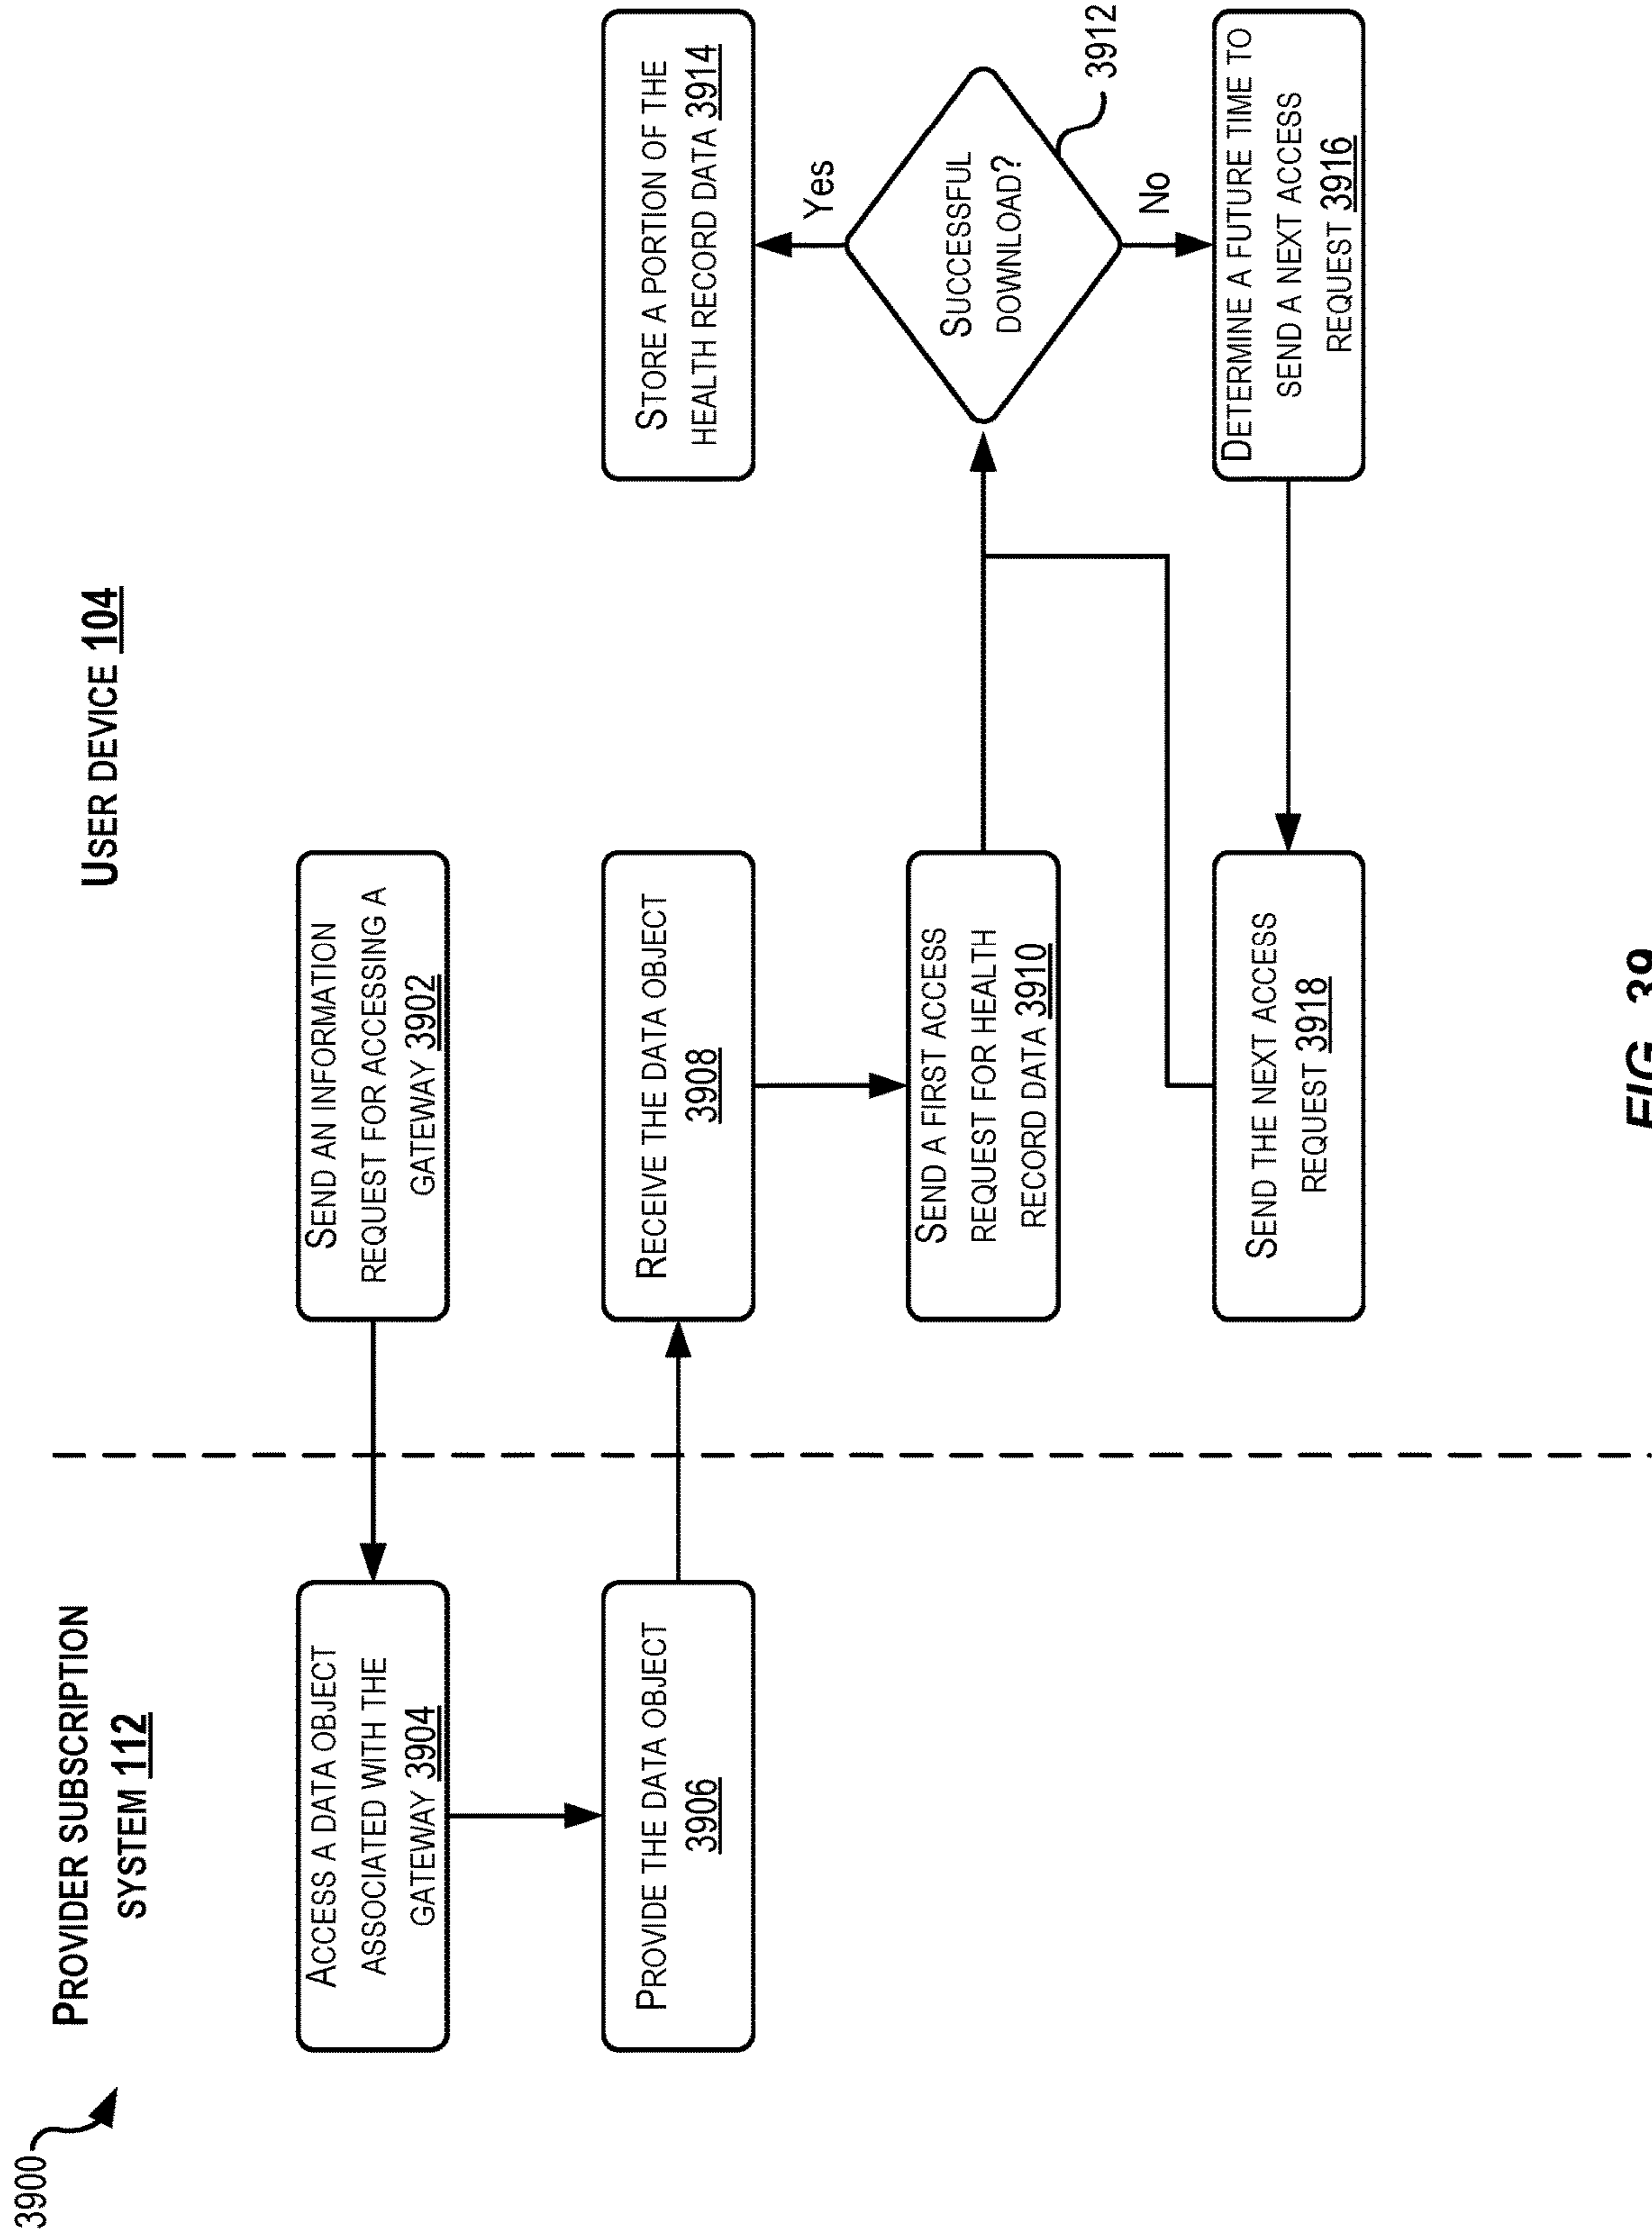 3900
PROVIDER SUBSCRIPTION
SYSTEM 112
USER DEVICE 104
SEND AN INFORMATION
REQUEST FOR ACCESSING A
GATEWAY 3902
ACCESS A DATA OBJECT
ASSOCIATED WITH THE
GATEWAY 3904
PROVIDE THE DATA OBJECT
3906
RECEIVE THE DATA OBJECT
3908
SEND A FIRST ACCESS
REQUEST FOR HEALTH
RECORD DATA 3910
SUCCESSFUL
DOWNLOAD?
3912
Yes
STORE A PORTION OF THE
HEALTH RECORD DATA 3914
No
DETERMINE A FUTURE TIME TO
SEND A NEXT ACCESS
REQUEST 3916
SEND THE NEXT ACCESS
REQUEST 3918
FIG. 39